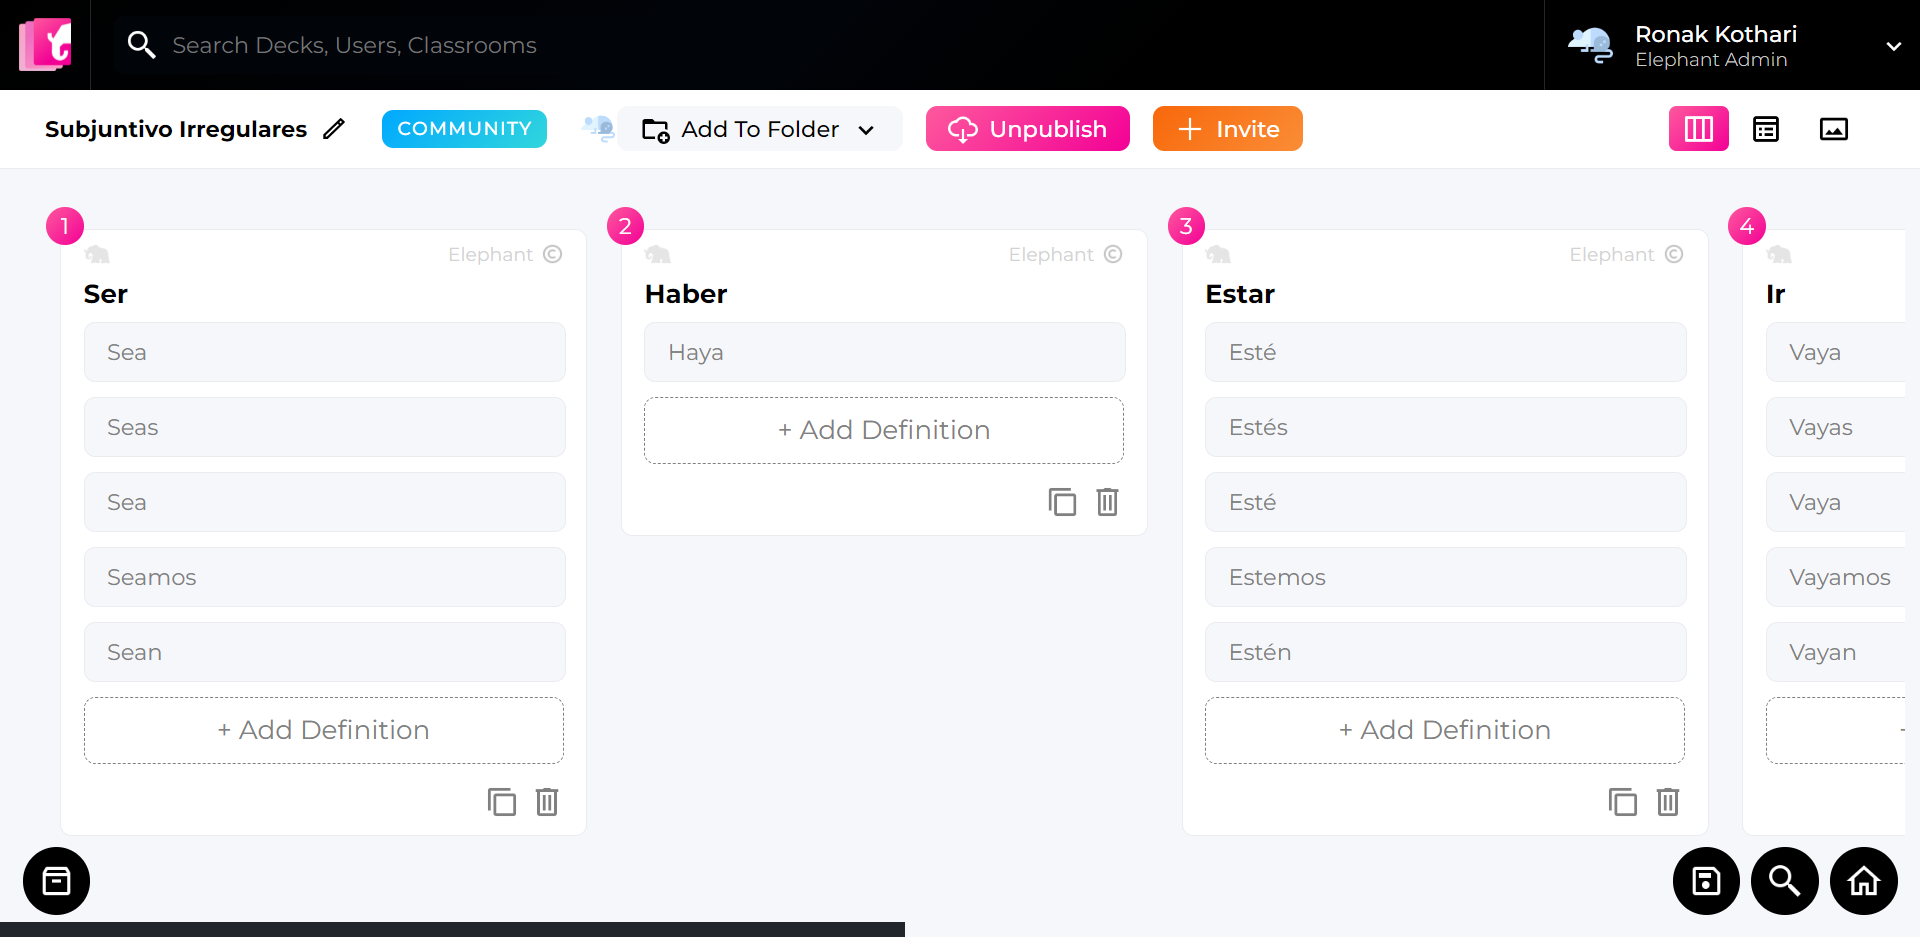 Search Decks, Users, Classrooms
Ronak Kothari
Elephant Admin
Subjuntivo Irregulares
COMMUNITY
Add To Folder
Unpublish
Invite
1
Elephant ©
Ser
Sea
Seas
Sea
Seamos
Sean
+ Add Definition
2
Elephant ©
Haber
Haya
+ Add Definition
3
Elephant ©
Estar
Esté
Estés
Esté
Estemos
Estén
+ Add Definition
4
Ir
Vaya
Vayas
Vaya
Vayamos
Vayan